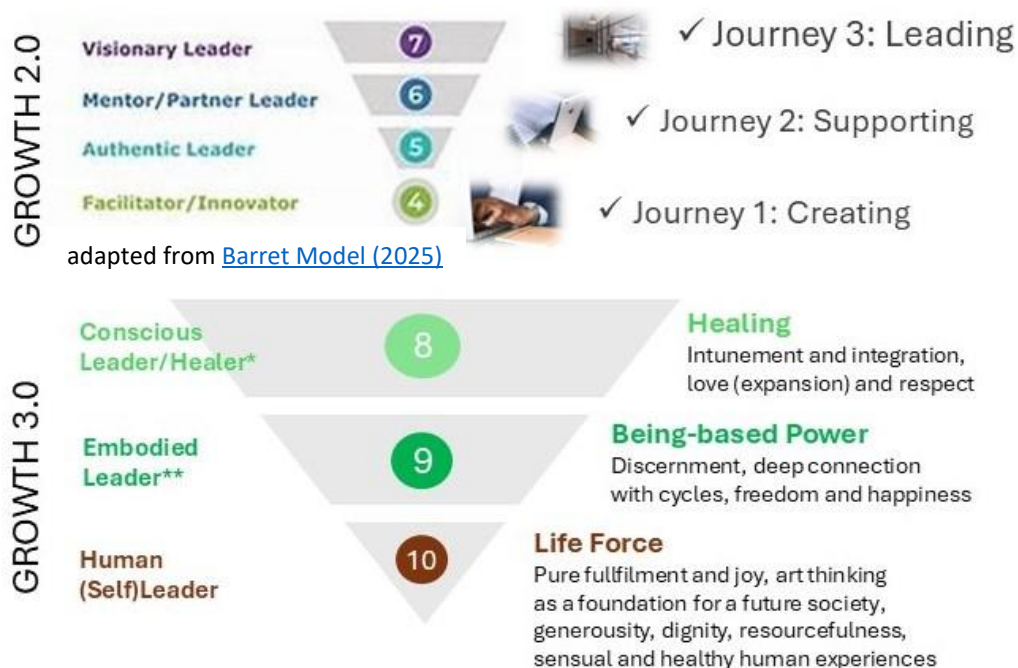 GROWTH 2.0
Visionary Leader
7
✓ Journey 3: Leading
Mentor/Partner Leader
6
✓ Journey 2: Supporting
Authentic Leader
5
Facilitator/Innovator
4
✓ Journey 1: Creating
adapted from Barret Model (2025)
GROWTH 3.0
Conscious
Leader/Healer*
8
Healing
Intunement and integration,
love (expansion) and respect
Embodied
Leader**
9
Being-based Power
Discernment, deep connection
with cycles, freedom and happiness
Human
(Self)Leader
10
Life Force
Pure fullfilment and joy, art thinking
as a foundation for a future society,
generousity, dignity, resourcefulness,
sensual and healthy human experiences